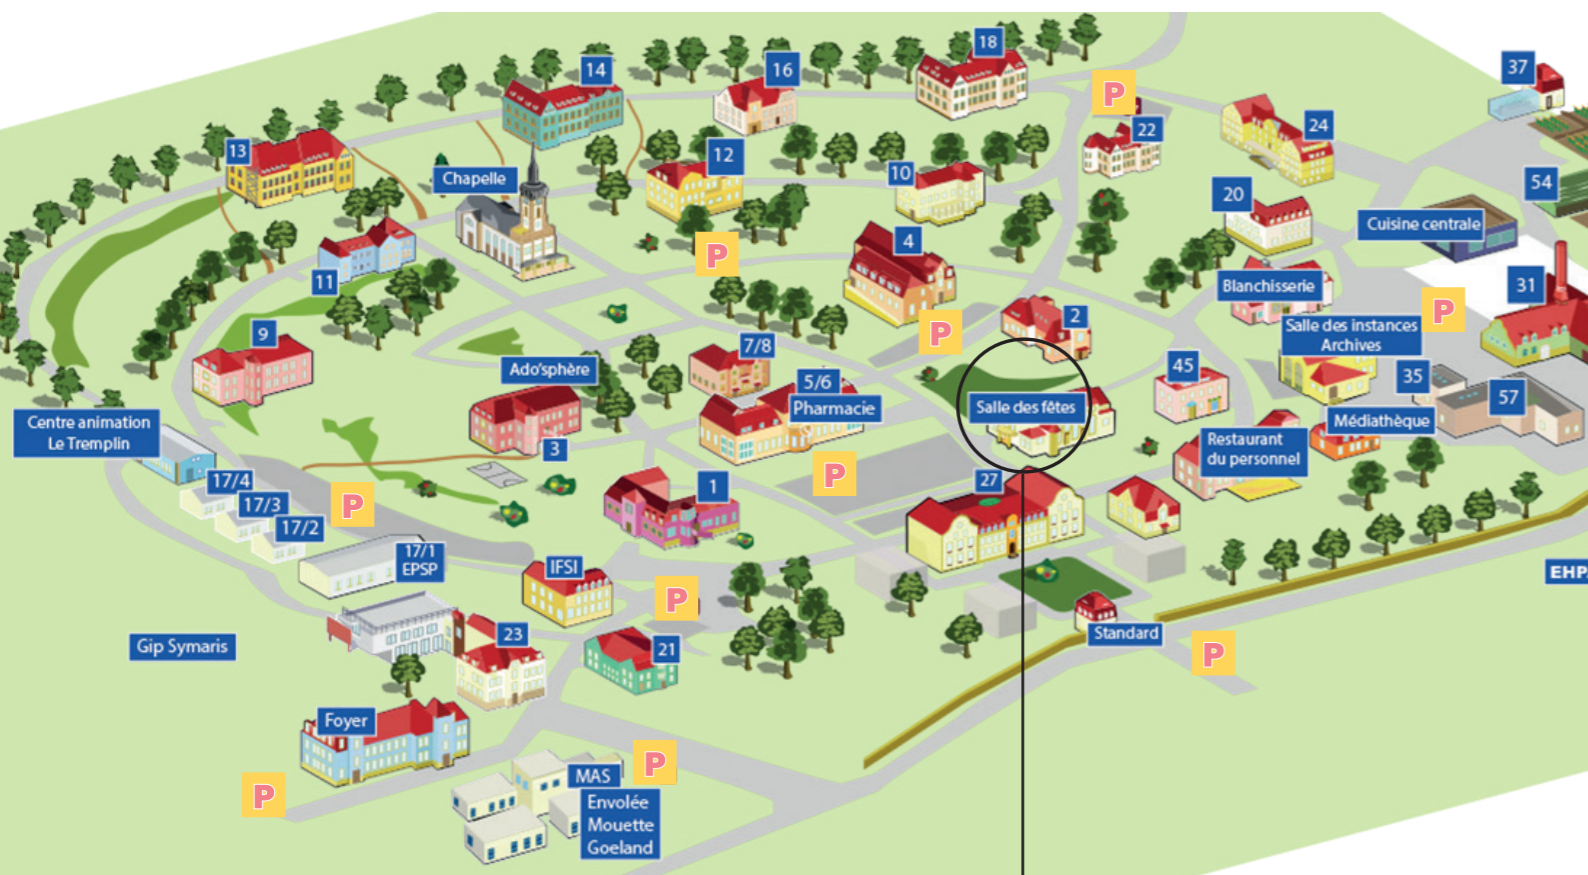 18
14
16
37
P
22
24
13
12
Chapelle
10
54
20
Cuisine centrale
4
P
11
Blanchisserie
31
P
2
Salle des instances
Archives
9
P
7/8
Ado'sphère
45
35
5/6
Pharmacie
57
Salle des fêtes
Médiathèque
Centre animation
Le Tremplin
Restaurant
du personnel
3
P
27
17/4
1
17/3
P
17/2
17/1
EPSP
IFSI
EHP
P
Gip Symaris
23
21
Standard
P
Foyer
P
MAS
P
Envolée
Mouette
Goeland